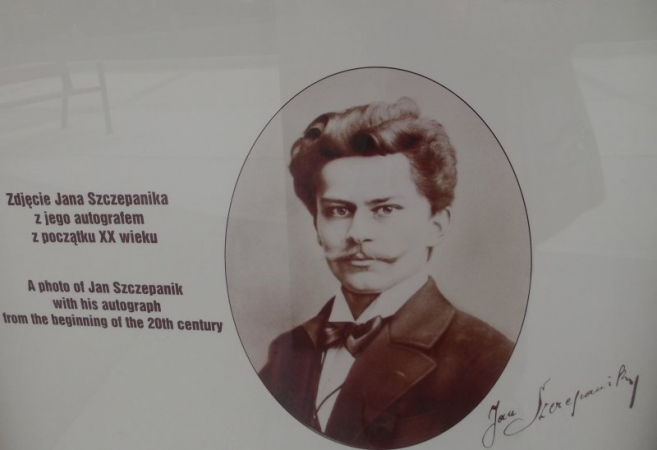 Zdjęcie Jana Szczepanika
z jego autografem
z początku XX wieku
A photo of Jan Szczepanik
with his autograph
from the beginning of the 20th century
Jan Szczepanik